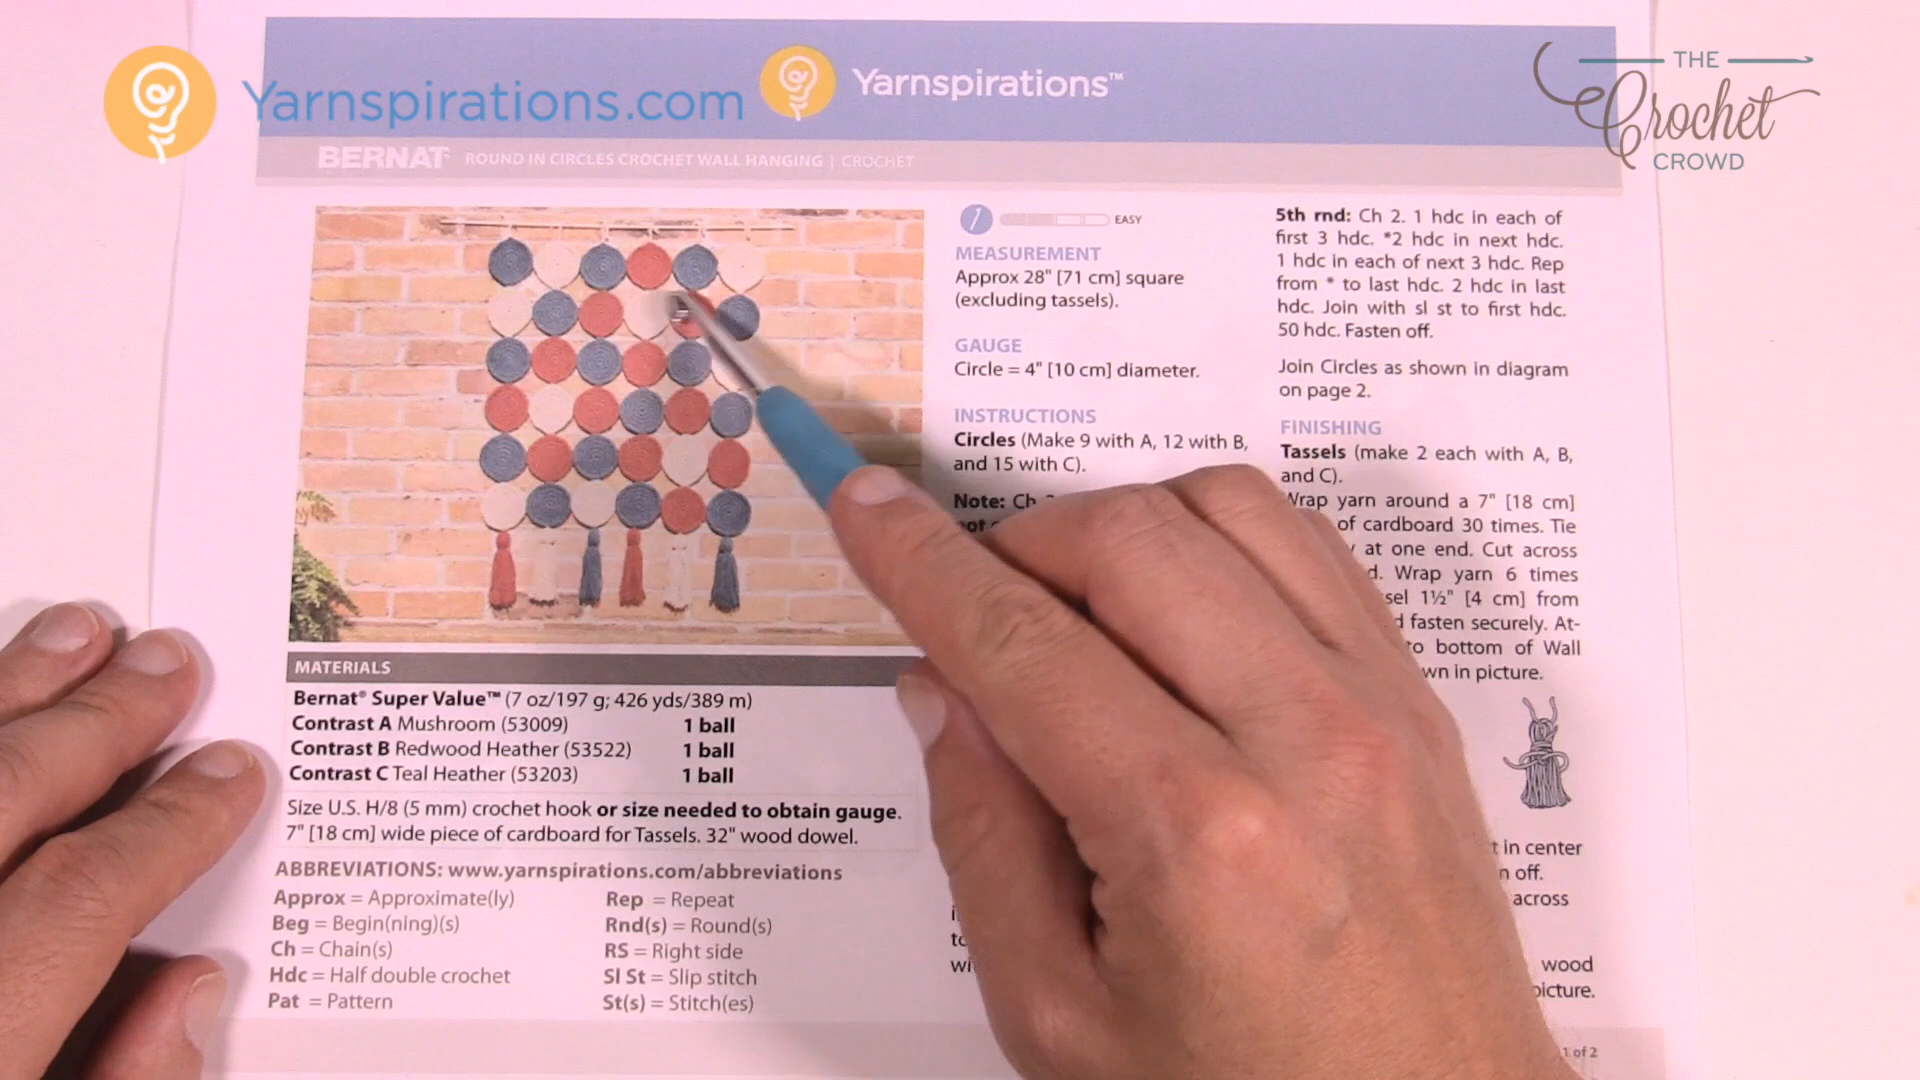 Yarnspirations.com
Yarnspirations™
THE
Crochet
CROWD
BERNAT® ROUND IN CIRCLES CROCHET WALL HANGING | CROCHET
EASY
MEASUREMENT
Approx 28" [71 cm] square
(excluding tassels).
GAUGE
Circle = 4" [10 cm] diameter.
INSTRUCTIONS
Circles (Make 9 with A, 12 with B,
and 15 with C).
Note: Ch
5th rnd: Ch 2. 1 hdc in each of
first 3 hdc. *2 hdc in next hdc.
1 hdc in each of next 3 hdc. Rep
from * to last hdc. 2 hdc in last
hdc. Join with sl st to first hdc.
50 hdc. Fasten off.
Join Circles as shown in diagram
on page 2.
FINISHING
Tassels (make 2 each with A, B,
and C).
Wrap yarn around a 7" [18 cm]
of cardboard 30 times. Tie
at one end. Cut across
Wrap yarn 6 times
1½" [4 cm] from
fasten securely. At-
to bottom of Wall
in picture.
in center
off.
across
wood
picture.
MATERIALS
Bernat® Super Value™ (7 oz/197 g; 426 yds/389 m)
Contrast A Mushroom (53009) 1 ball
Contrast B Redwood Heather (53522) 1 ball
Contrast C Teal Heather (53203) 1 ball
Size U.S. H/8 (5 mm) crochet hook or size needed to obtain gauge.
7" [18 cm] wide piece of cardboard for Tassels. 32" wood dowel.
ABBREVIATIONS: www.yarnspirations.com/abbreviations
Approx = Approximate(ly)
Beg = Begin(ning)(s)
Ch = Chain(s)
Hdc = Half double crochet
Pat = Pattern
Rep = Repeat
Rnd(s) = Round(s)
RS = Right side
Sl St = Slip stitch
St(s) = Stitch(es)
1 of 2